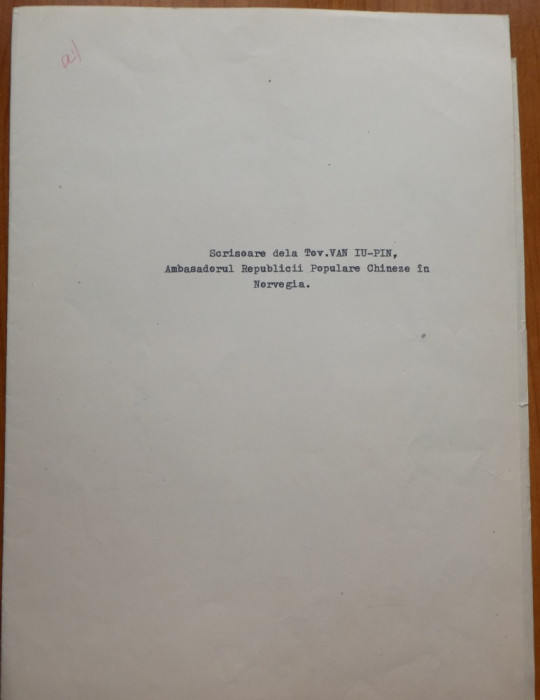 a)
Scrisoare dela Tov.VAN IU-PIN,
Ambasadorul Republicii Populare Chineze în
Norvegia.